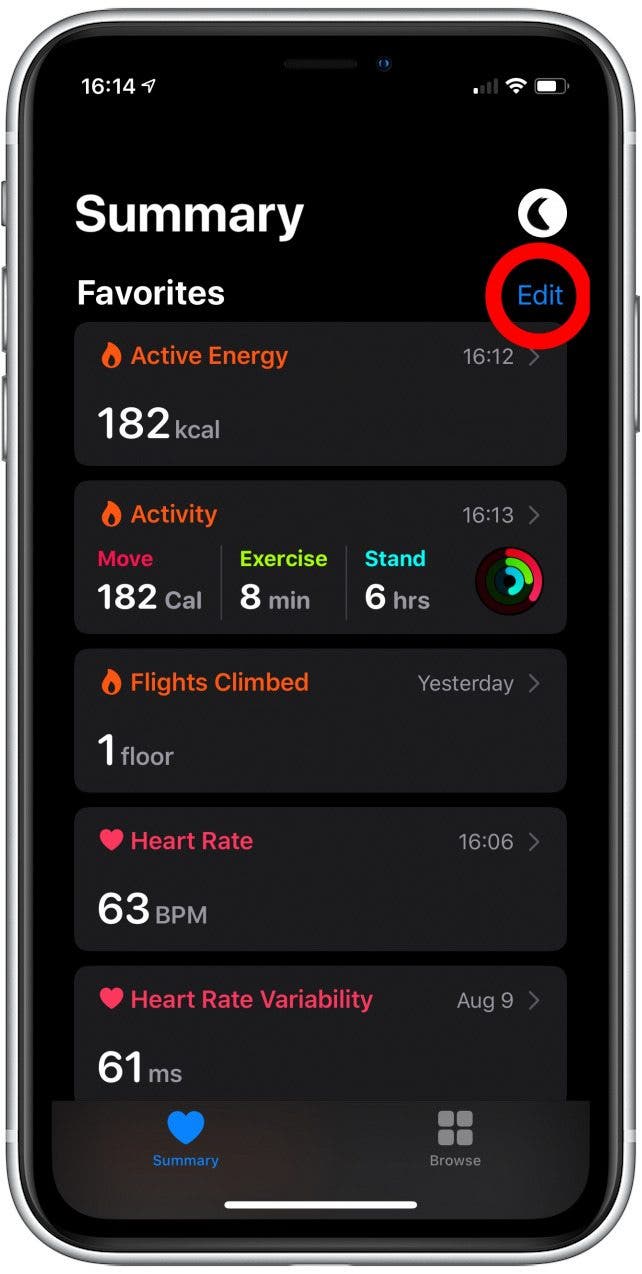 16:14
Summary
Favorites Edit
Active Energy 16:12
182 kcal
Activity 16:13
Move Exercise Stand
182 Cal 8 min 6 hrs
Flights Climbed Yesterday
1 floor
Heart Rate 16:06
63 BPM
Heart Rate Variability Aug 9
61 ms
Summary Browse